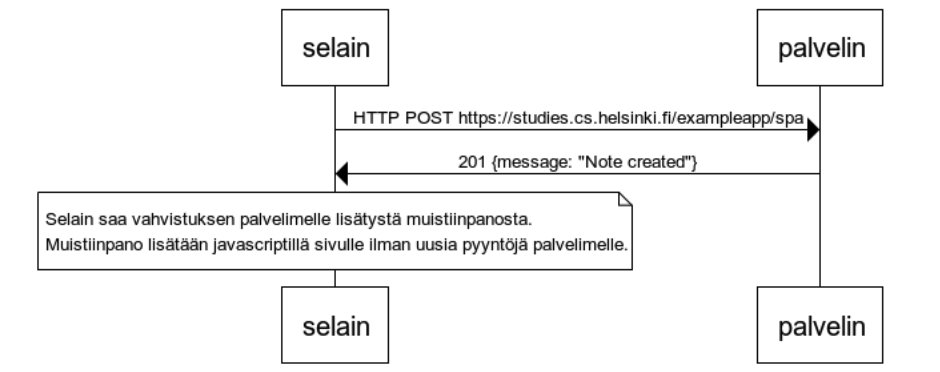 selain
palvelin
HTTP POST https://studies.cs.helsinki.fi/exampleapp/spa
201 {message: "Note created"}
Selain saa vahvistuksen palvelimelle lisätystä muistiinpanosta.
Muistiinpano lisätään javascriptillä sivulle ilman uusia pyyntöjä palvelimelle.
selain
palvelin